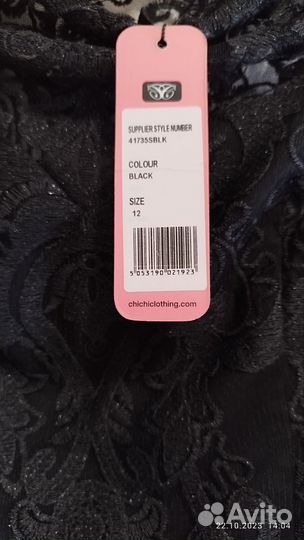 SUPPLIER STYLE NUMBER
41735SBLK
COLOUR
BLACK
SIZE
12
5 053190 021923
chichiclothing.com
Avito
22.10.2023 14:04